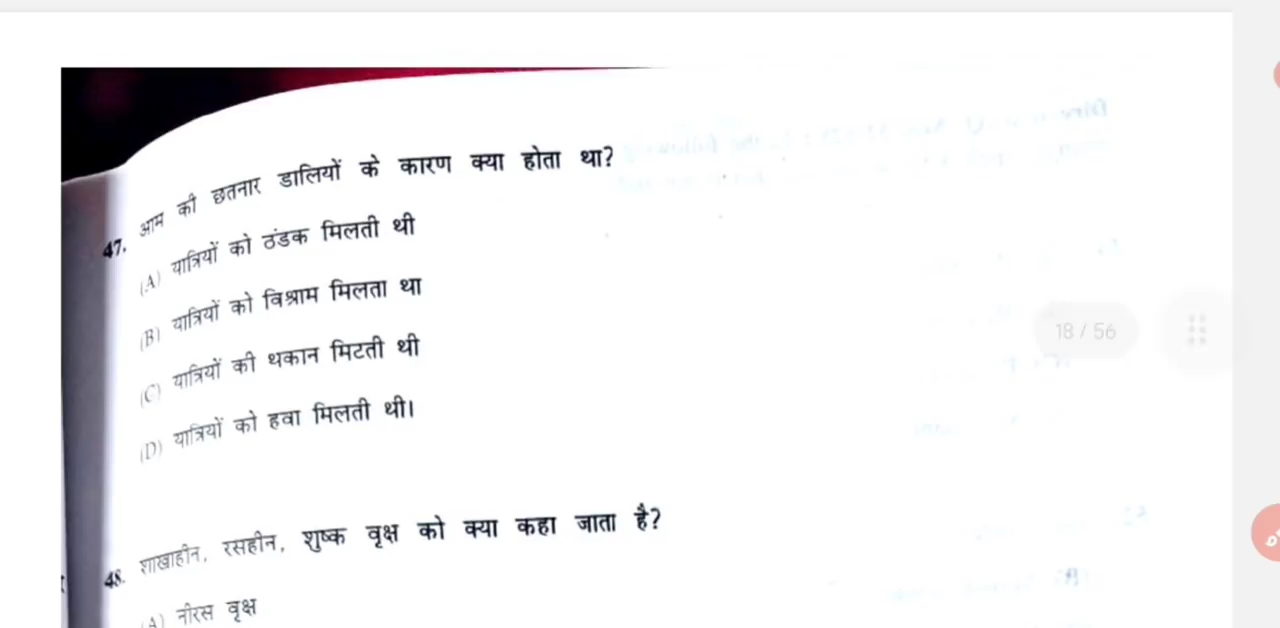 47. आम की छतनार डालियों के कारण क्या होता था?
(A) यात्रियों को ठंडक मिलती थी
(B) यात्रियों को विश्राम मिलता था
(C) यात्रियों की थकान मिटती थी
(D) यात्रियों को हवा मिलती थी।
18 / 56
48. शाखाहीन, रसहीन, शुष्क वृक्ष को क्या कहा जाता है?
(A) नीरस वृक्ष